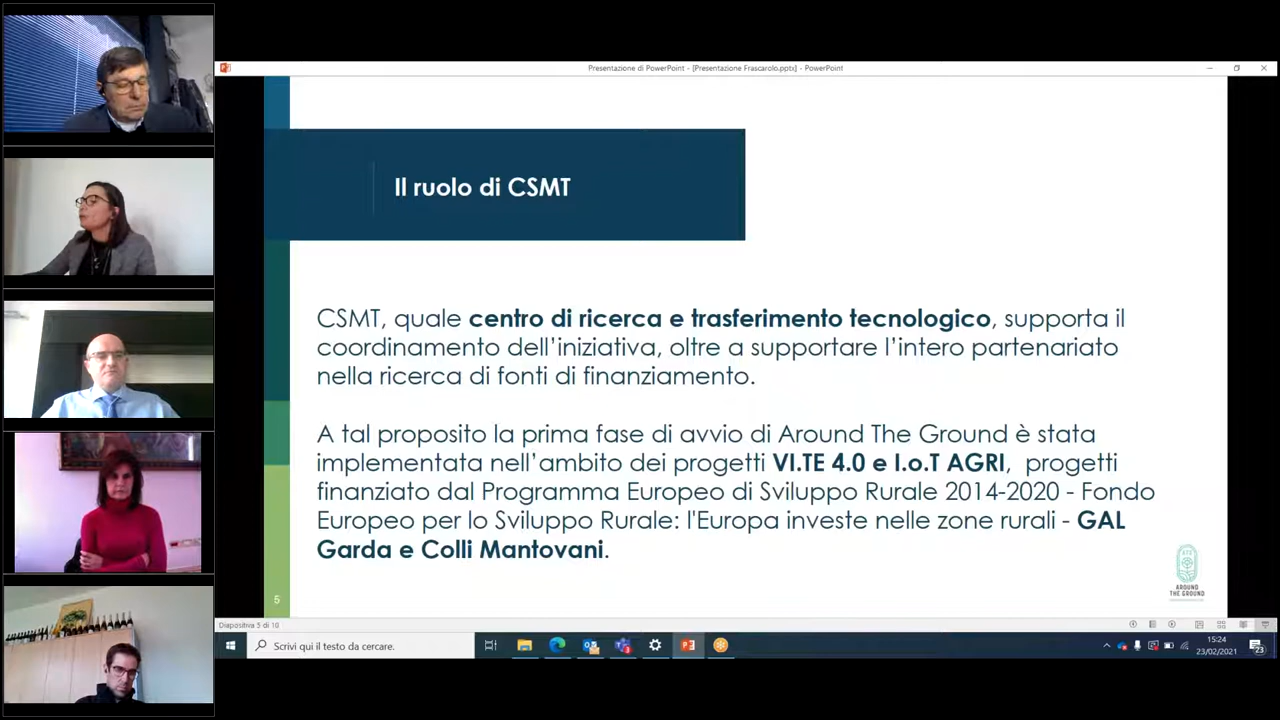 Presentazione di PowerPoint - [Presentazione Frascarolo.pptx] - PowerPoint
Il ruolo di CSMT
CSMT, quale centro di ricerca e trasferimento tecnologico, supporta il
coordinamento dell’iniziativa, oltre a supportare l’intero partenariato
nella ricerca di fonti di finanziamento.
A tal proposito la prima fase di avvio di Around The Ground è stata
implementata nell’ambito dei progetti VI.TE 4.0 e I.o.T AGRI, progetti
finanziato dal Programma Europeo di Sviluppo Rurale 2014-2020 - Fondo
Europeo per lo Sviluppo Rurale: l'Europa investe nelle zone rurali - GAL
Garda e Colli Mantovani.
ATG
AROUND
THE GROUND
5
Diapositiva 5 di 10
Scrivi qui il testo da cercare.
15:24
23/02/2021
23